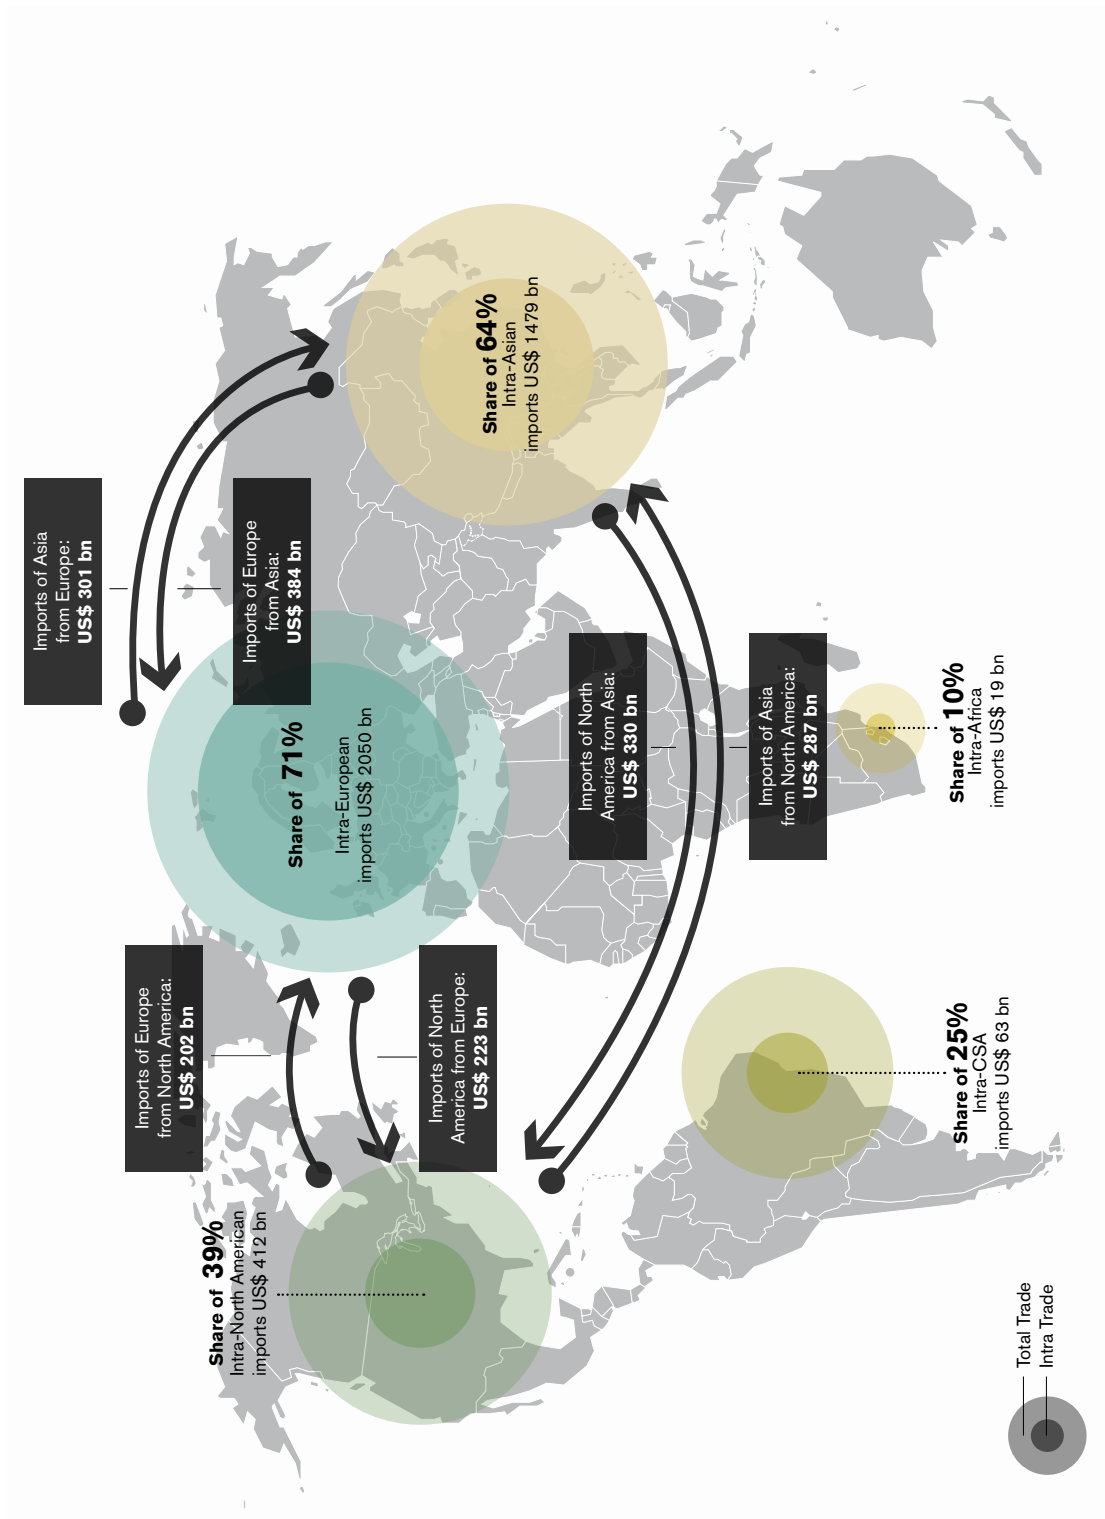 Imports of Asia
from Europe:
US$ 301 bn
Imports of Europe
from Asia:
US$ 384 bn
Imports of Europe
from North America:
US$ 202 bn
Imports of North
America from Europe:
US$ 223 bn
Imports of North
America from Asia:
US$ 330 bn
Imports of Asia
from North America:
US$ 287 bn
Share of 39%
Intra-North American
imports US$ 412 bn
Share of 71%
Intra-European
imports US$ 2050 bn
Share of 64%
Intra-Asian
imports US$ 1479 bn
Share of 25%
Intra-CSA
imports US$ 63 bn
Share of 10%
Intra-Africa
imports US$ 19 bn
Total Trade
Intra Trade